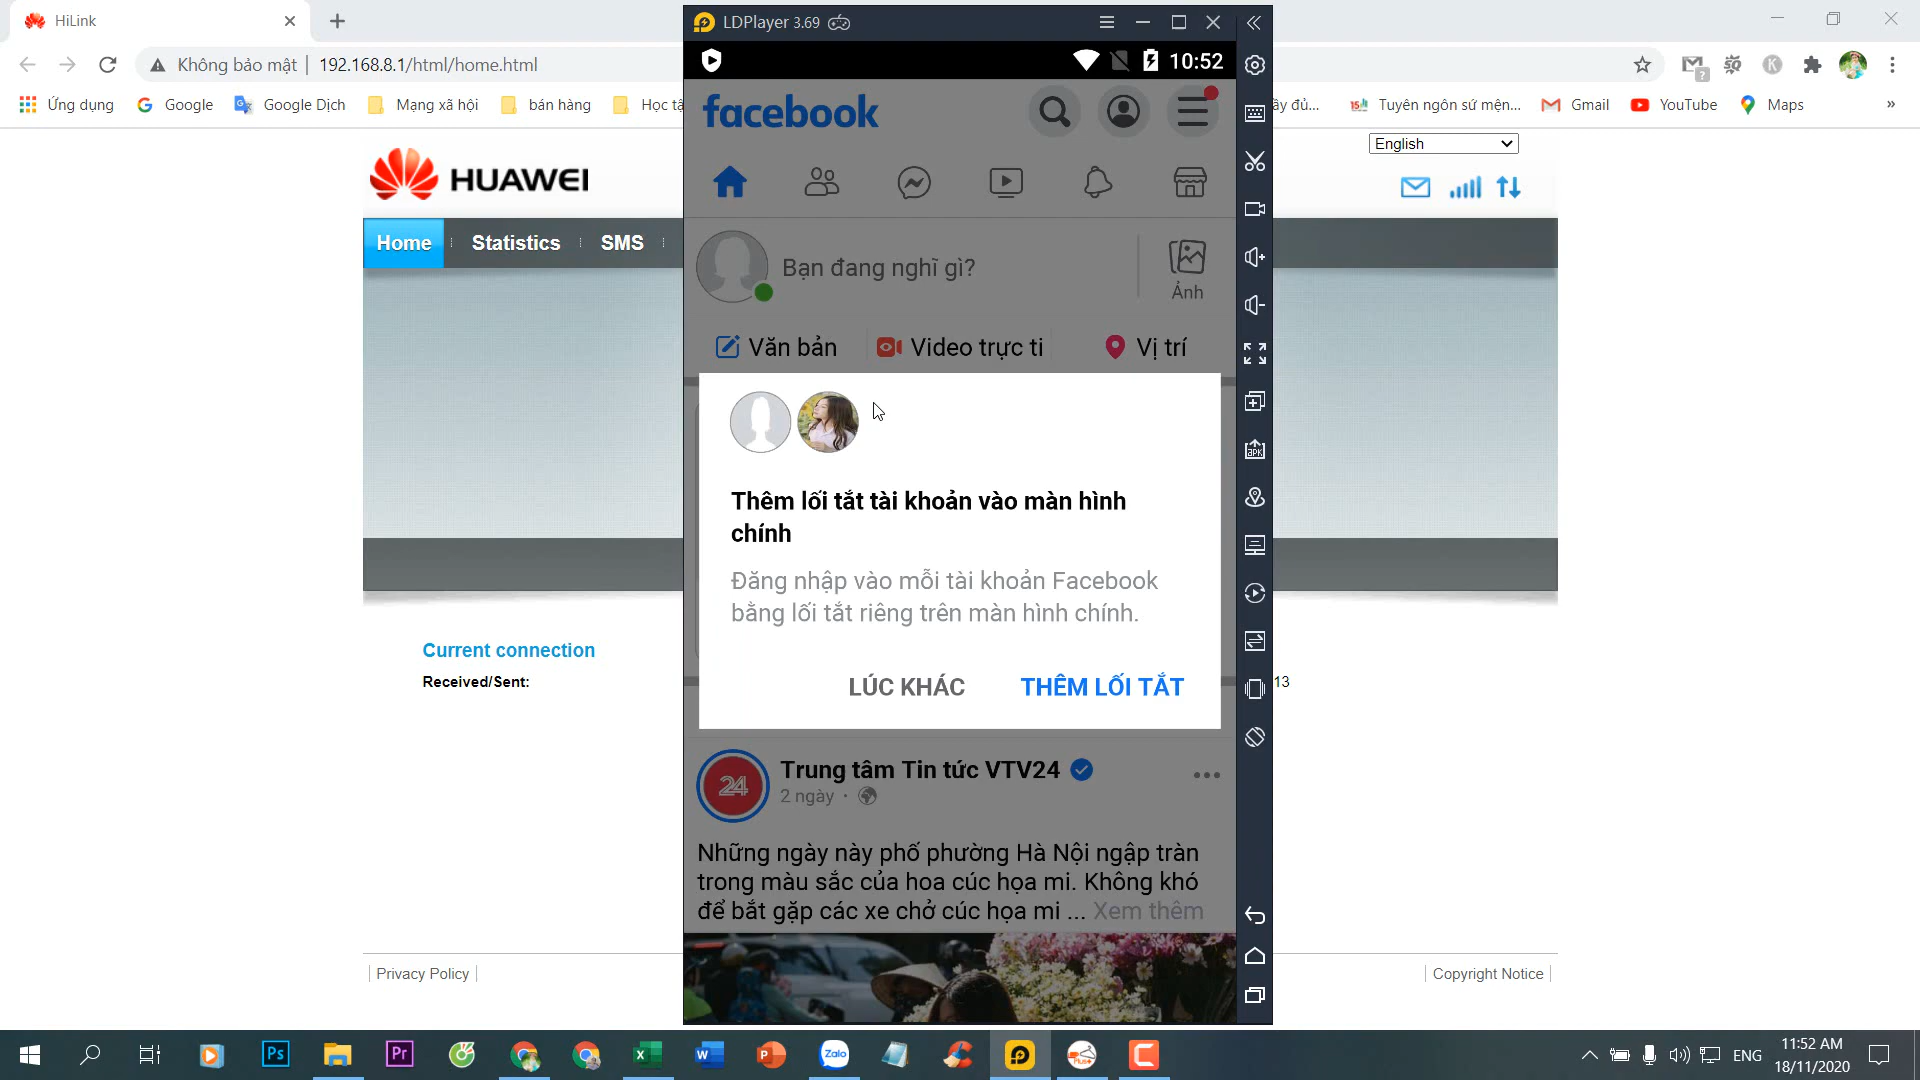 HiLink
LDPlayer 3.69
Không bảo mật
192.168.8.1/html/home.html
10:52
Ứng dụng
Google
Google Dịch
Mạng xã hội
bán hàng
Tuyên ngôn sứ mện...
Gmail
YouTube
Maps
facebook
English
HUAWEI
Home
Statistics
SMS
Bạn đang nghĩ gì?
Ảnh
Văn bản
Video trực ti
Vị trí
Thêm lối tắt tài khoản vào màn hình
chính
Đăng nhập vào mỗi tài khoản Facebook
bằng lối tắt riêng trên màn hình chính.
LÚC KHÁC
THÊM LỐI TẮT
Current connection
Received/Sent:
13
24
Trung tâm Tin tức VTV24
2 ngày
Những ngày này phố phường Hà Nội ngập tràn
trong màu sắc của hoa cúc họa mi. Không khó
để bắt gặp các xe chở cúc họa mi ... Xem thêm
Privacy Policy
Copyright Notice
Ps
Pr
Zalo
ENG
11:52 AM
18/11/2020